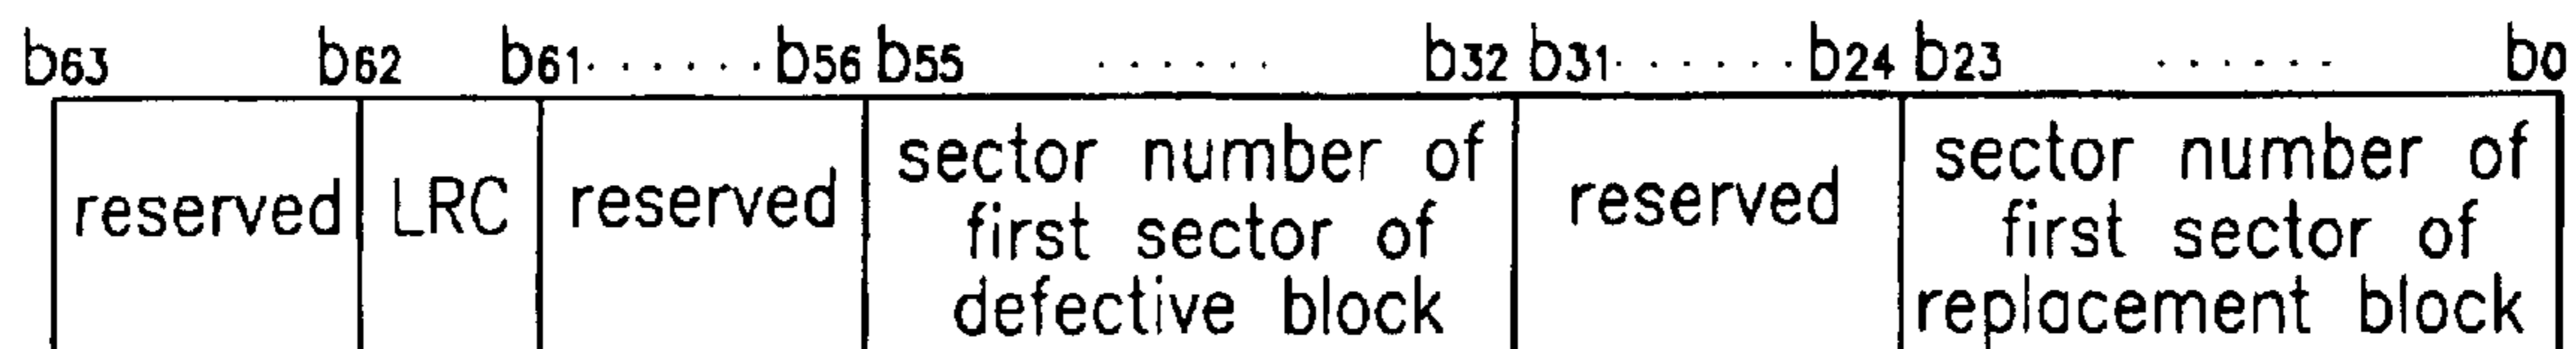 b63 b62 b61......b56 b55 ...... b32 b31......b24 b23 ...... b0
reserved LRC reserved sector number of first sector of defective block reserved sector number of first sector of replacement block